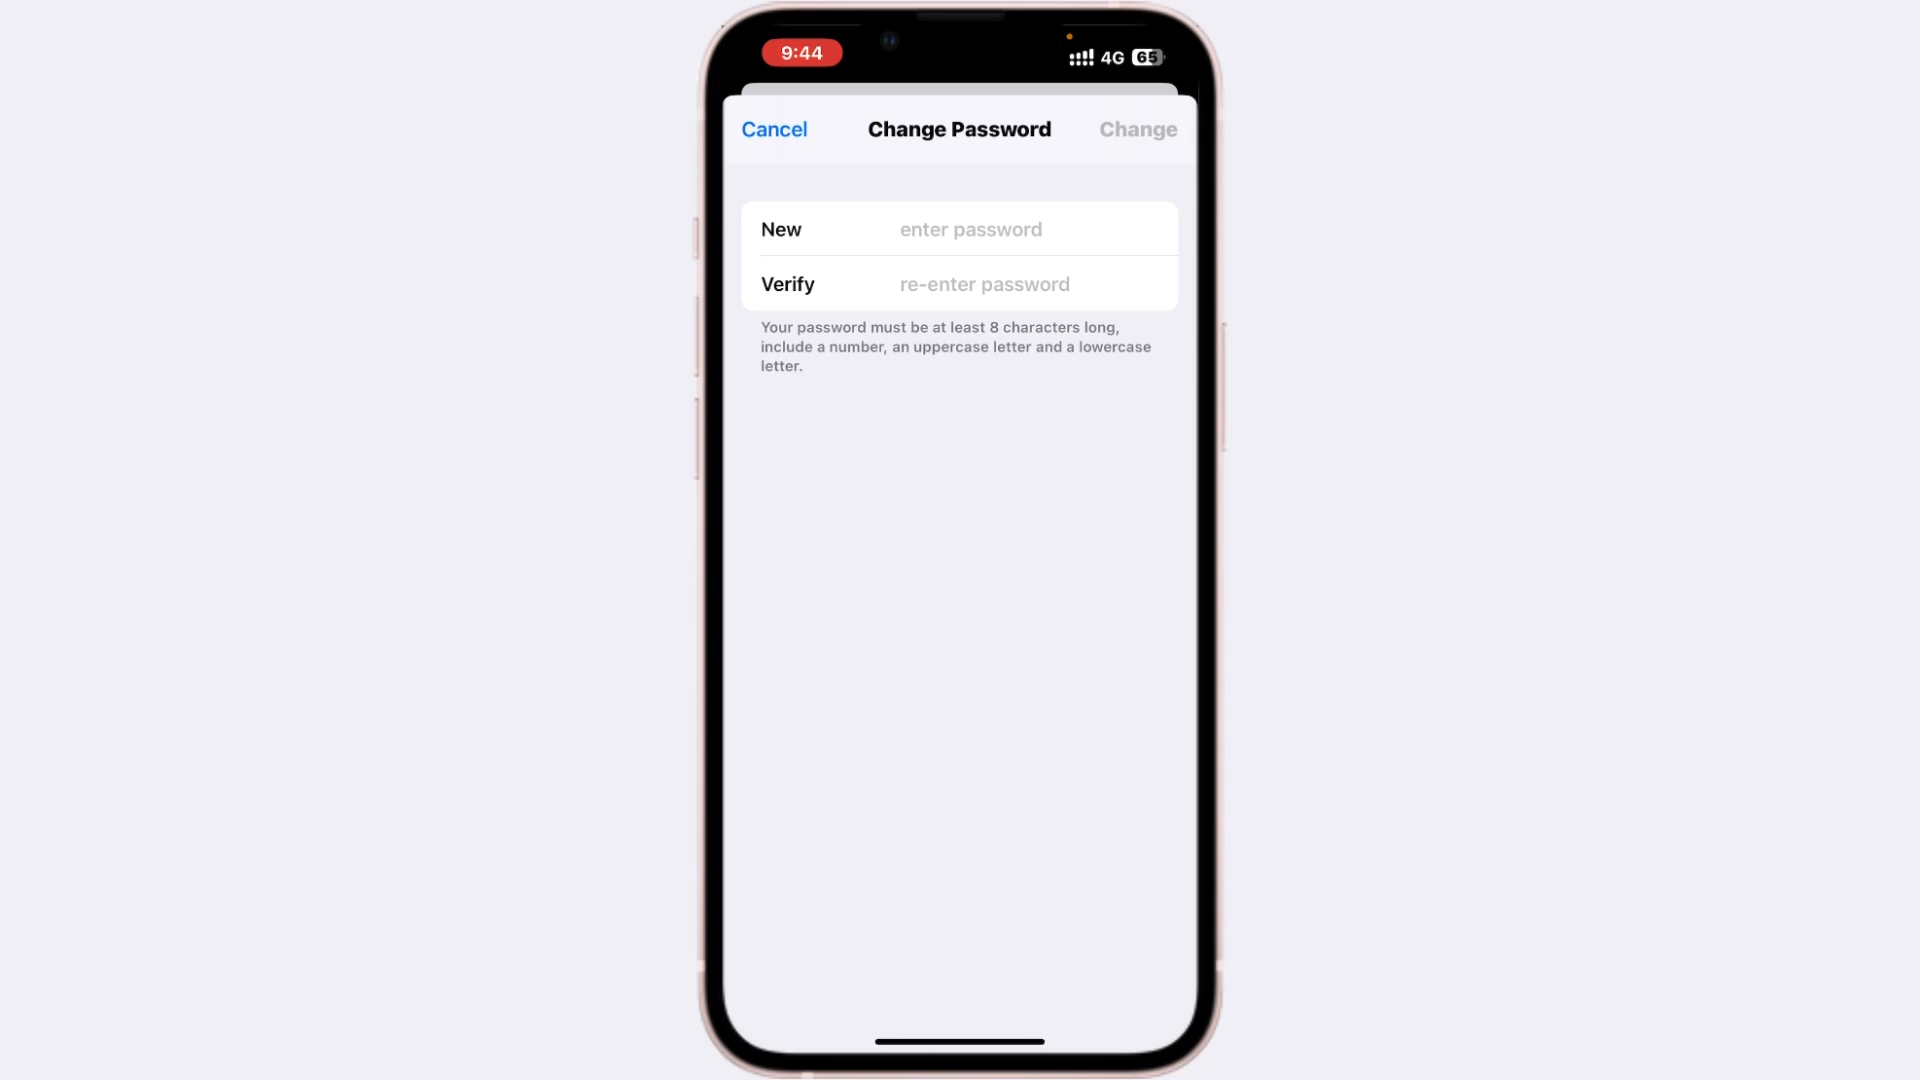 9:44
4G 65
Cancel Change Password Change
New enter password
Verify re-enter password
Your password must be at least 8 characters long,
include a number, an uppercase letter and a lowercase
letter.